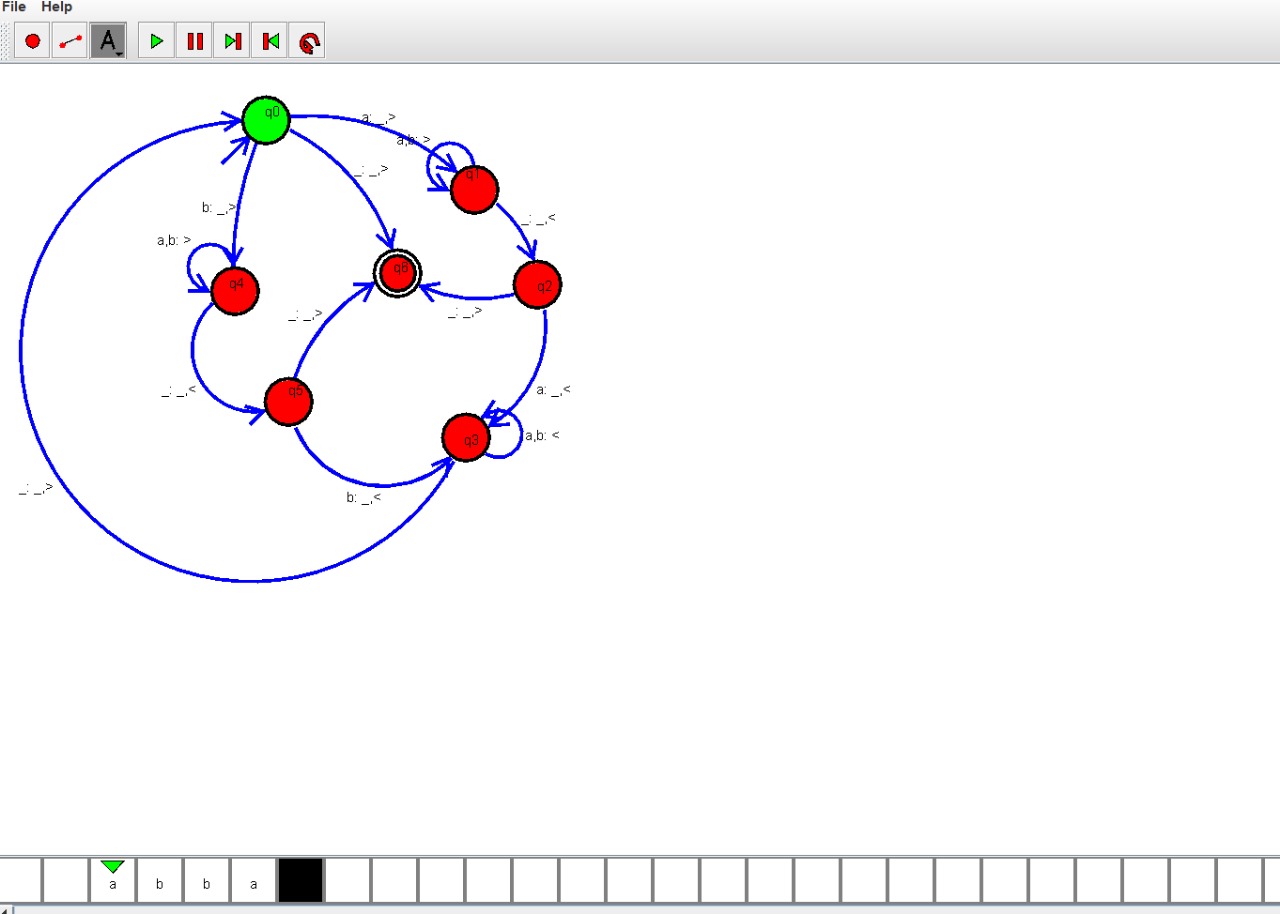 File Help
A
q0
a: _,>
a,b: >
q1
_: _,>
b: _,>
_: _,<
a,b: >
q6
q4
q2
_: _,>
_: _,>
_: _,<
q5
a: _,<
q3
a,b: <
_: _,>
b: _,<
a b b a